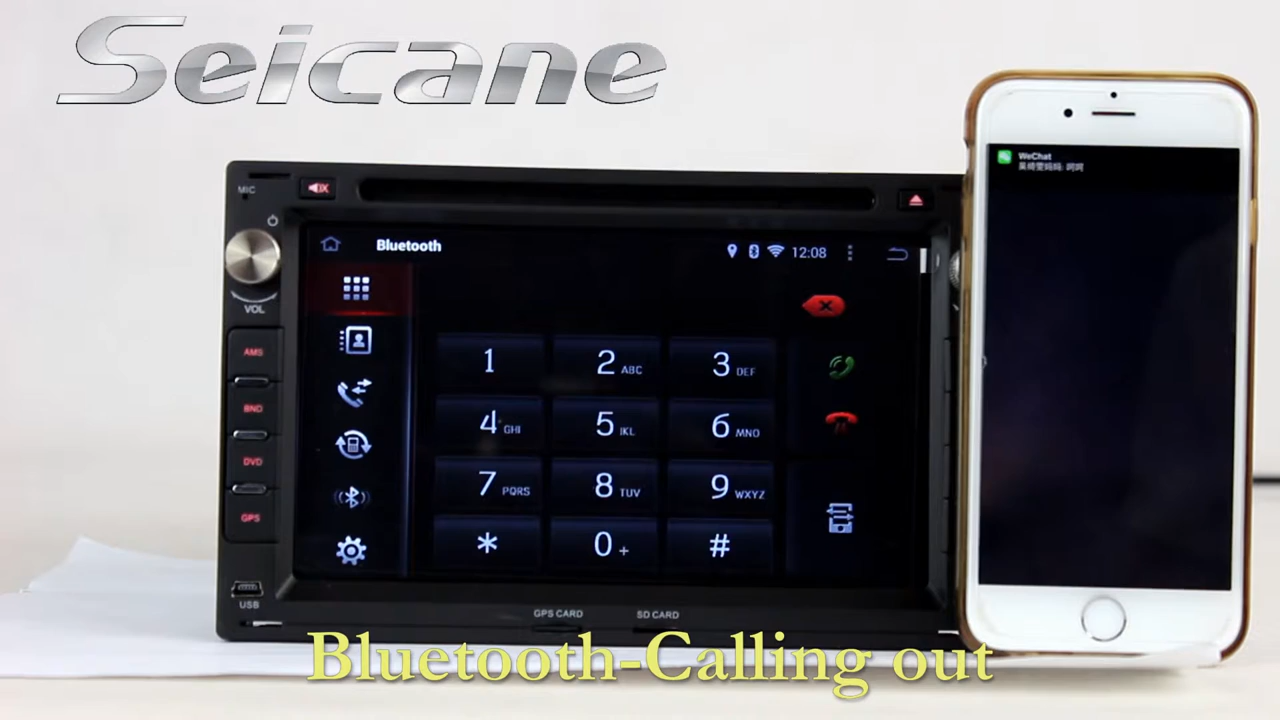 Seicane
MIC
VOL
AMS
BND
DVD
GPS
USB
Bluetooth
12:08
1
2 ABC
3 DEF
4 GHI
5 JKL
6 MNO
7 PQRS
8 TUV
9 WXYZ
*
0 +
#
GPS CARD
SD CARD
WeChat
Bluetooth-Calling out